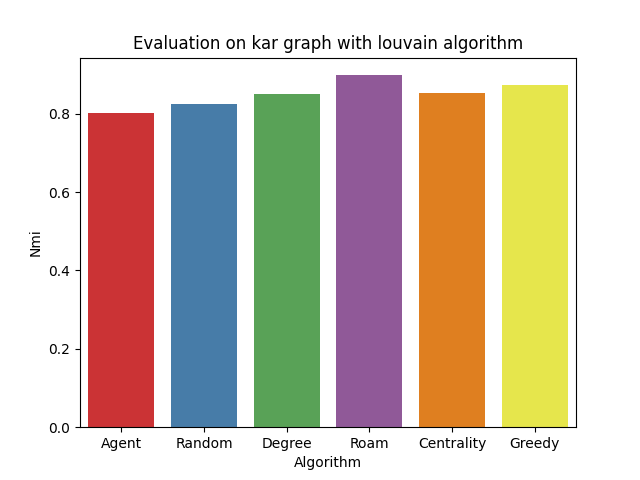 Evaluation on kar graph with louvain algorithm
Nmi
0.8
0.6
0.4
0.2
0.0
Agent Random Degree Roam Centrality Greedy
Algorithm